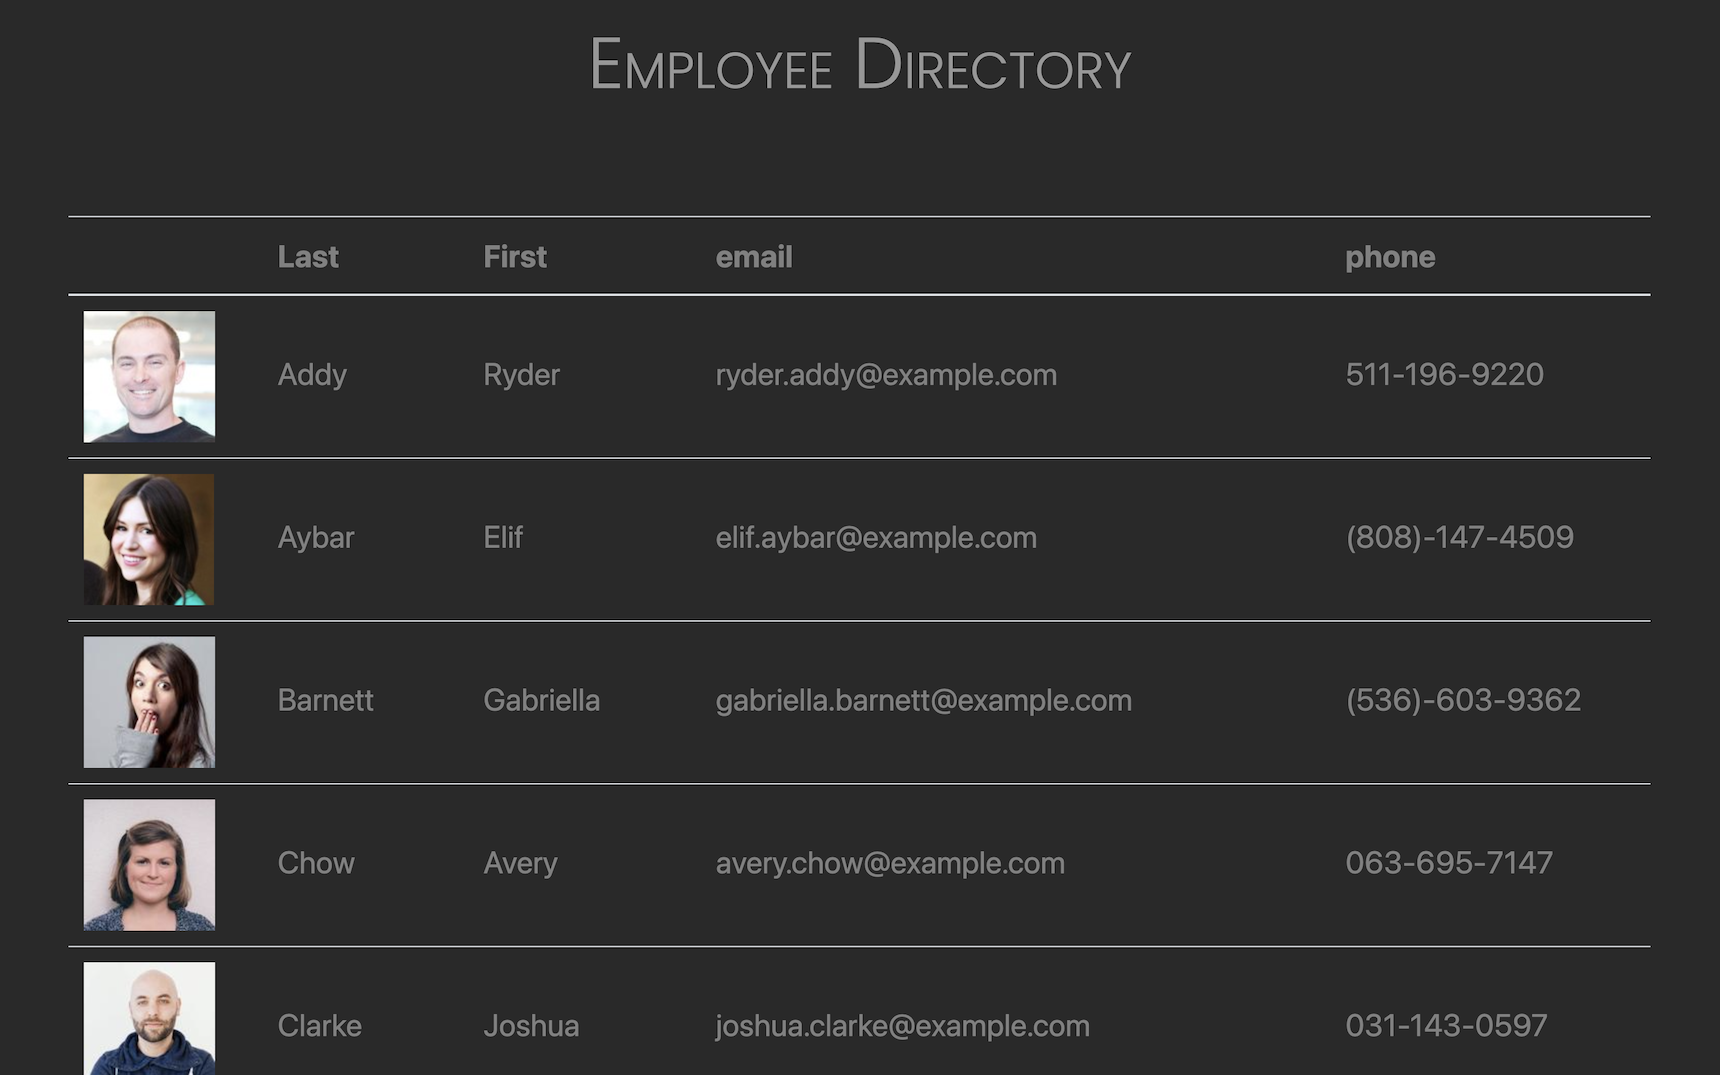 Employee Directory
Last First email phone
Addy Ryder ryder.addy@example.com 511-196-9220
Aybar Elif elif.aybar@example.com (808)-147-4509
Barnett Gabriella gabriella.barnett@example.com (536)-603-9362
Chow Avery avery.chow@example.com 063-695-7147
Clarke Joshua joshua.clarke@example.com 031-143-0597